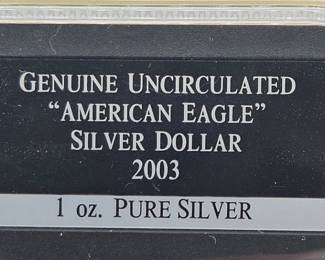 GENUINE UNCIRCULATED
“AMERICAN EAGLE”
SILVER DOLLAR
2003
1 oz. PURE SILVER